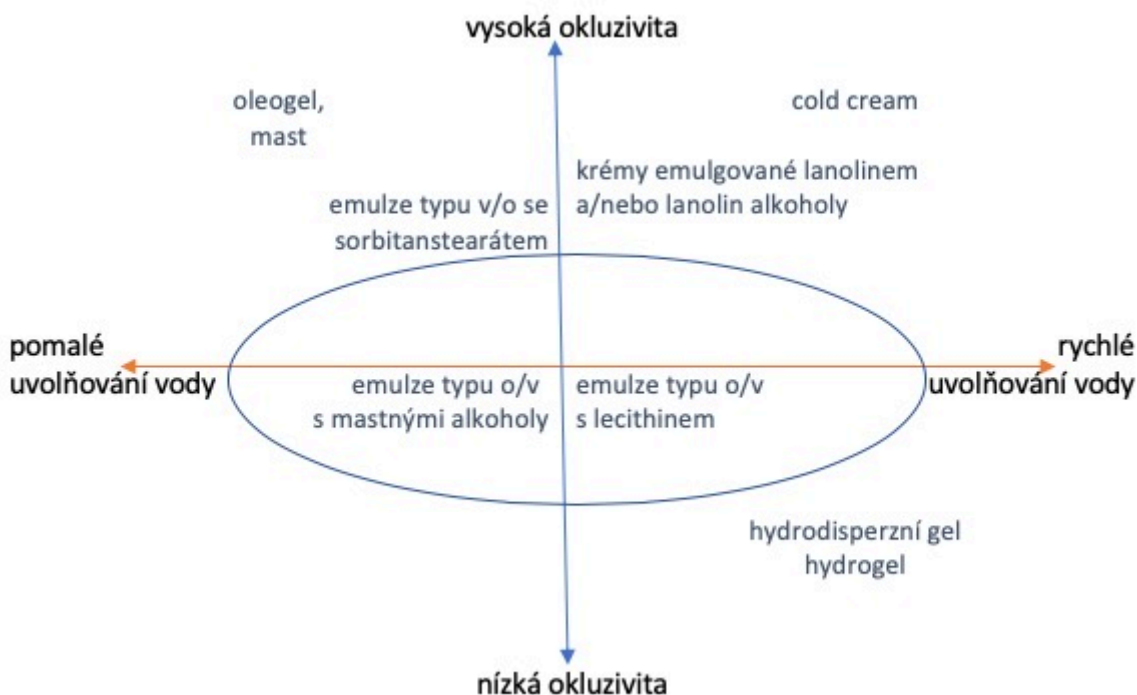 vysoká okluzivita
oleogel,
mast
cold cream
krémy emulgované lanolinem
a/nebo lanolin alkoholy
emulze typu v/o se
sorbitanstearátem
pomalé
uvolňování vody
rychlé
uvolňování vody
emulze typu o/v
s mastnými alkoholy
emulze typu o/v
s lecithinem
hydrodisperzní gel
hydrogel
nízká okluzivita